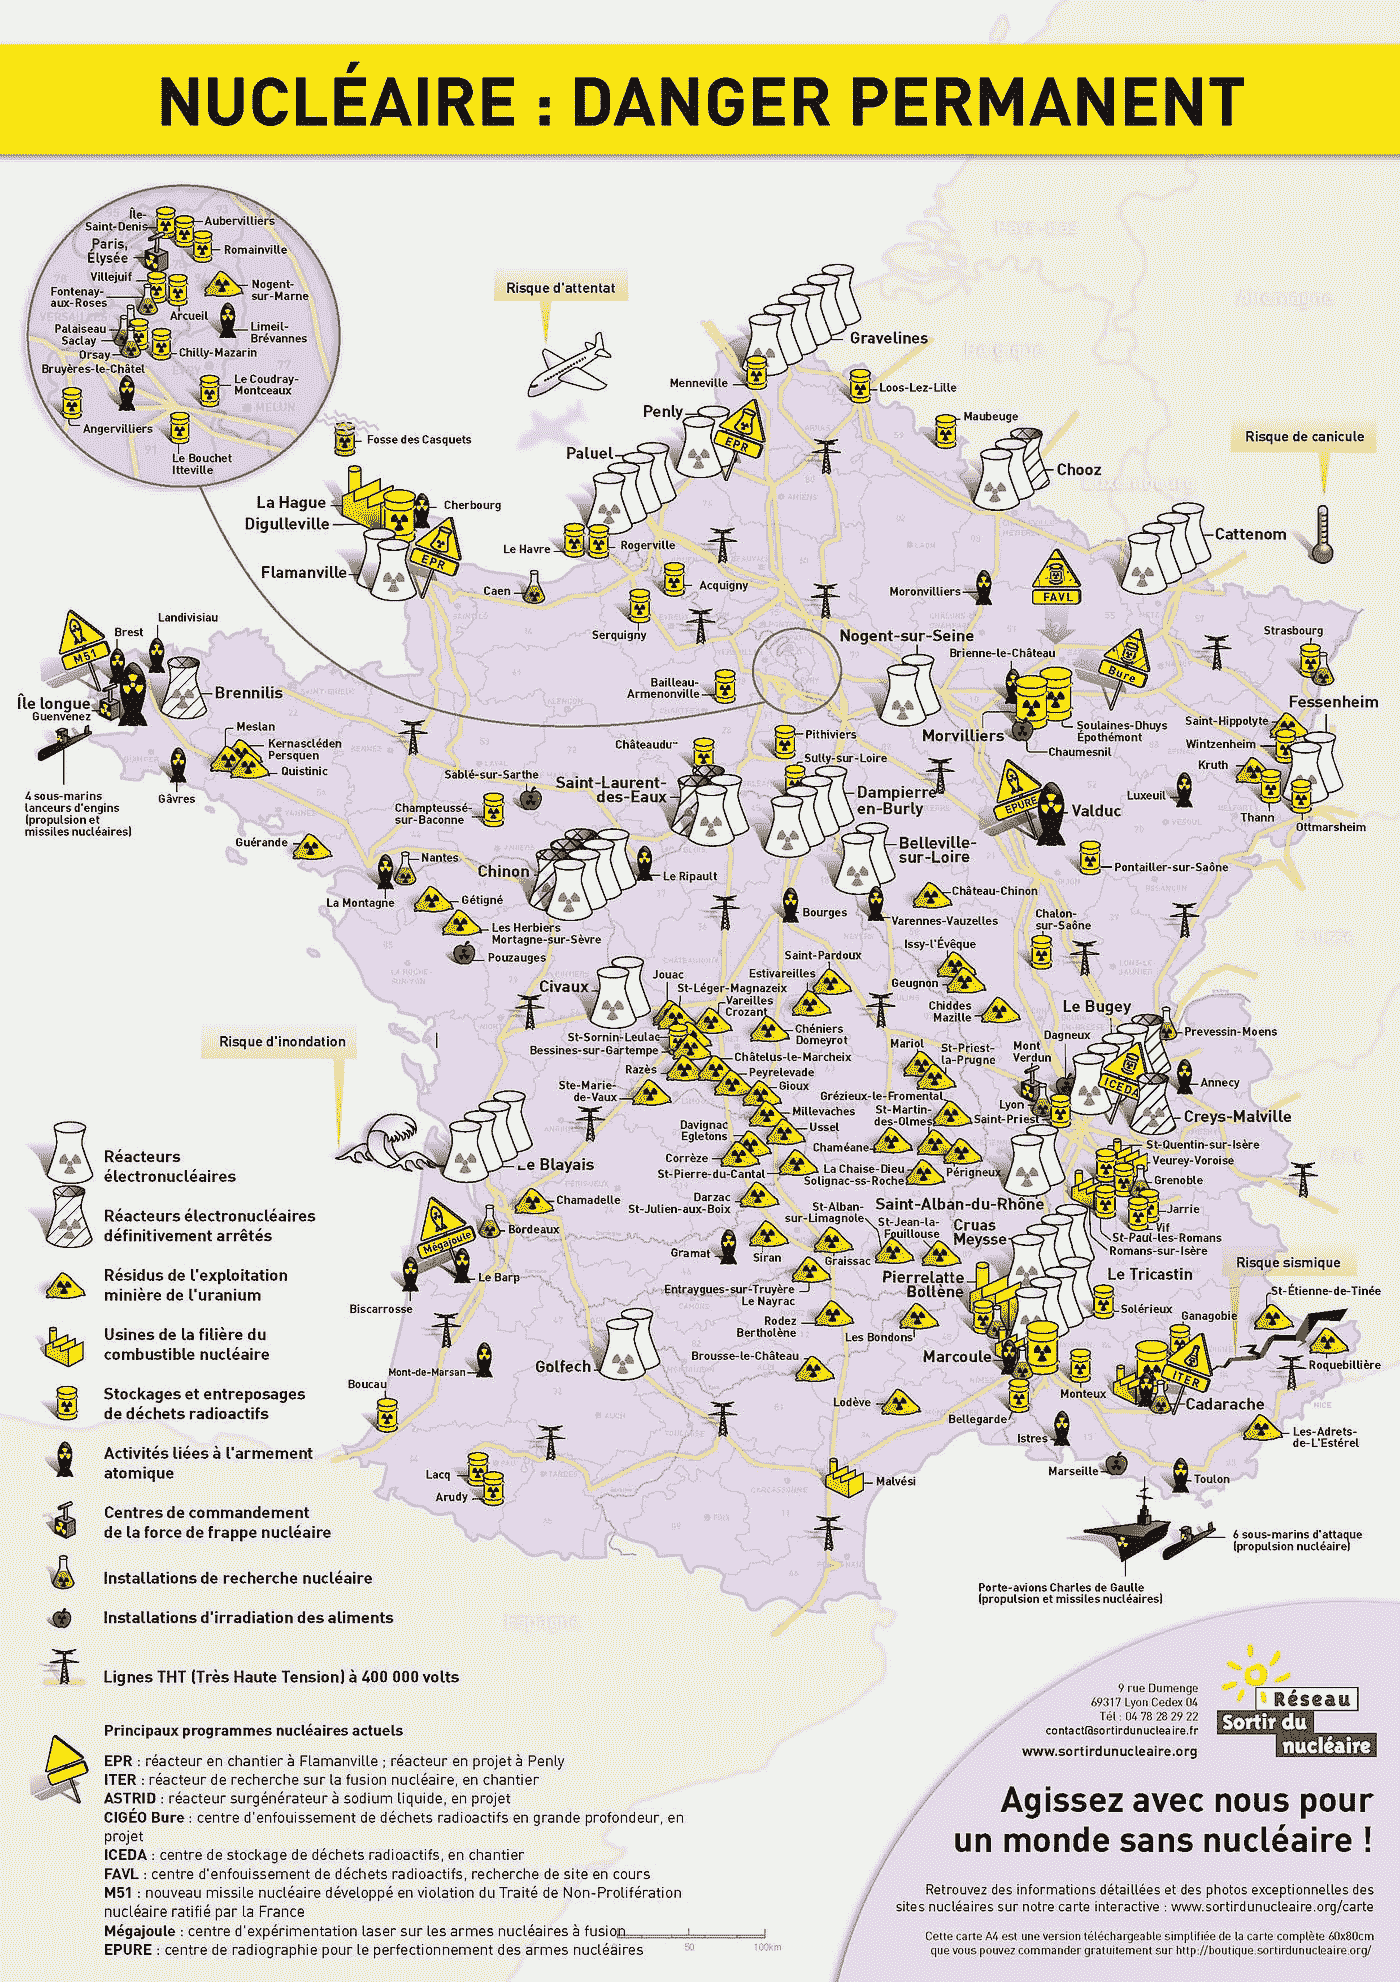 NUCLÉAIRE : DANGER PERMANENT
Île-
Saint-Denis
Aubervilliers
Paris,
Élysée
Romainville
Villejuif
Fontenay-
aux-Roses
Nogent-
sur-Marne
Arcueil
Palaiseau
Saclay
Limeil-
Brévannes
Orsay
Chilly-Mazarin
Bruyères-le-Châtel
Le Coudray-
Montceaux
Angervilliers
Le Bouchet
Itteville
Risque d'attentat
Gravelines
Menneville
Loos-Lez-Lille
Penly
EPR
Maubeuge
Fosse des Casquets
Paluel
Chooz
Risque de canicule
La Hague
Digulleville
Cherbourg
Cattenom
Flamanville
EPR
Le Havre
Rogerville
Caen
Acquigny
Serquigny
Moronvilliers
FAVL
Landivisiau
Brest
M51
Brennilis
Île longue
Guenvenez
4 sous-marins
lanceurs d'engins
(propulsion et
missiles nucléaires)
Meslan
Kernascléden
Persquen
Quistinic
Gâvres
Nogent-sur-Seine
Brienne-le-Château
Bure
Strasbourg
Bailleau-
Armenonville
Fessenheim
Saint-Hippolyte
Wintzenheim
Kruth
Thann
Ottmarsheim
Morvilliers
Soulaines-Dhuys
Épothémont
Chaumesnil
Pithiviers
Châteaudu
Sully-sur-Loire
Sablé-sur-Sarthe
Saint-Laurent-
des-Eaux
Dampierre
en-Burly
Champteussé-
sur-Baconne
EPURE
Valduc
Luxeuil
Guérande
Nantes
La Montagne
Chinon
Le Ripault
Belleville-
sur-Loire
Pontailler-sur-Saône
Gétigné
Les Herbiers
Mortagne-sur-Sèvre
Pouzauges
Bourges
Château-Chinon
Varennes-Vauzelles
Chalon-
sur-Saône
Issy-l'Évêque
Saint-Pardoux
Estivareilles
Geugnon
Civaux
Jouac
St-Léger-Magnazeix
Vareilles
Crozant
Chiddes
Mazille
Le Bugey
Risque d'inondation
St-Sornin-Leulac
Bessines-sur-Gartempe
Chéniers
Domeyrot
Mariol
St-Priest-
la-Prugne
Dagneux
Mont
Verdun
Prevessin-Moens
Châtelus-le-Marcheix
Razès
Peyrelevade
Ste-Marie-
de-Vaux
Gioux
Grézieux-le-Fromental
Lyon
ICEDA
Annecy
Millevaches
St-Martin-
des-Olmes
Saint-Priest
Creys-Malville
Davignac
Egletons
Ussel
Chaméane
St-Quentin-sur-Isère
Veurey-Voroise
Corrèze
St-Pierre-du-Cantal
La Chaise-Dieu
Solignac-ss-Roche
Périgneux
Grenoble
Le Blayais
Chamadelle
Darzac
St-Julien-aux-Boix
Saint-Alban-du-Rhône
Jarrie
Vif
St-Paul-les-Romans
Romans-sur-Isère
Mégajoule
Bordeaux
St-Alban-
sur-Limagnole
St-Jean-la-
Fouillouse
Cruas
Meysse
Le Barp
Biscarrosse
Gramat
Siran
Graissac
Entraygues-sur-Truyère
Le Nayrac
Pierrelatte
Bollène
Le Tricastin
Risque sismique
St-Étienne-de-Tinée
Solérieux
Ganagobie
Rodez
Bertholène
Les Bondons
Golfech
Brousse-le-Château
Marcoule
Roquebillière
ITER
Mont-de-Marsan
Boucau
Lodève
Bellegarde
Monteux
Cadarache
Istres
Les-Adrets-
de-L'Estérel
Lacq
Arudy
Malvési
Marseille
Toulon
6 sous-marins d'attaque
(propulsion nucléaire)
Porte-avions Charles de Gaulle
(propulsion et missiles nucléaires)
Réacteurs
électronucléaires
Réacteurs électronucléaires
définitivement arrêtés
Résidus de l'exploitation
minière de l'uranium
Usines de la filière du
combustible nucléaire
Stockages et entreposages
de déchets radioactifs
Activités liées à l'armement
atomique
Centres de commandement
de la force de frappe nucléaire
Installations de recherche nucléaire
Installations d'irradiation des aliments
Lignes THT (Très Haute Tension) à 400 000 volts
Principaux programmes nucléaires actuels
EPR : réacteur en chantier à Flamanville ; réacteur en projet à Penly
ITER : réacteur de recherche sur la fusion nucléaire, en chantier
ASTRID : réacteur surgénérateur à sodium liquide, en projet
CIGÉO Bure : centre d'enfouissement de déchets radioactifs en grande profondeur, en
projet
ICEDA : centre de stockage de déchets radioactifs, en chantier
FAVL : centre d'enfouissement de déchets radioactifs, recherche de site en cours
M51 : nouveau missile nucléaire développé en violation du Traité de Non-Prolifération
nucléaire ratifié par la France
Mégajoule : centre d'expérimentation laser sur les armes nucléaires à fusion
EPURE : centre de radiographie pour le perfectionnement des armes nucléaires
50 100km
9 rue Dumenge
69317 Lyon Cedex 04
Tél : 04 78 28 29 22
contact@sortirdunucleaire.fr
www.sortirdunucleaire.org
Réseau
Sortir du
nucléaire
Agissez avec nous pour
un monde sans nucléaire !
Retrouvez des informations détaillées et des photos exceptionnelles des
sites nucléaires sur notre carte interactive : www.sortirdunucleaire.org/carte
Cette carte A4 est une version téléchargeable simplifiée de la carte complète 60x80cm
que vous pouvez commander gratuitement sur http://boutique.sortirdunucleaire.org/